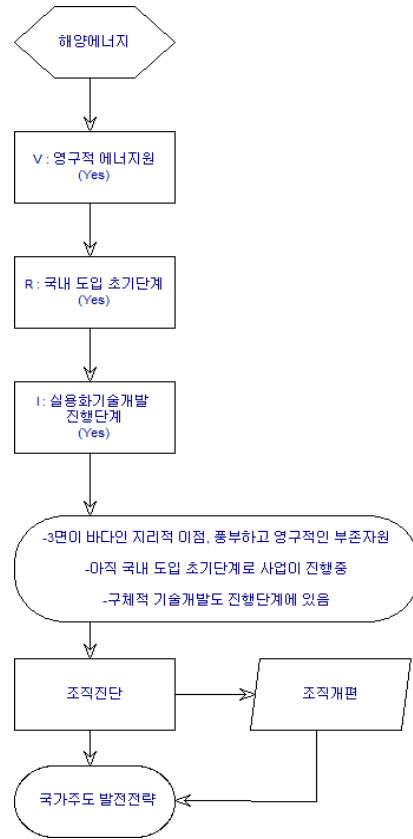 해양에너지
V : 영구적 에너지원
(Yes)
R : 국내 도입 초기단계
(Yes)
I : 실용화기술개발
진행단계
(Yes)
-3면이 바다인 지리적 이점, 풍부하고 영구적인 부존자원
-아직 국내 도입 초기단계로 사업이 진행중
-구체적 기술개발도 진행단계에 있음
조직진단
조직개편
국가주도 발전전략